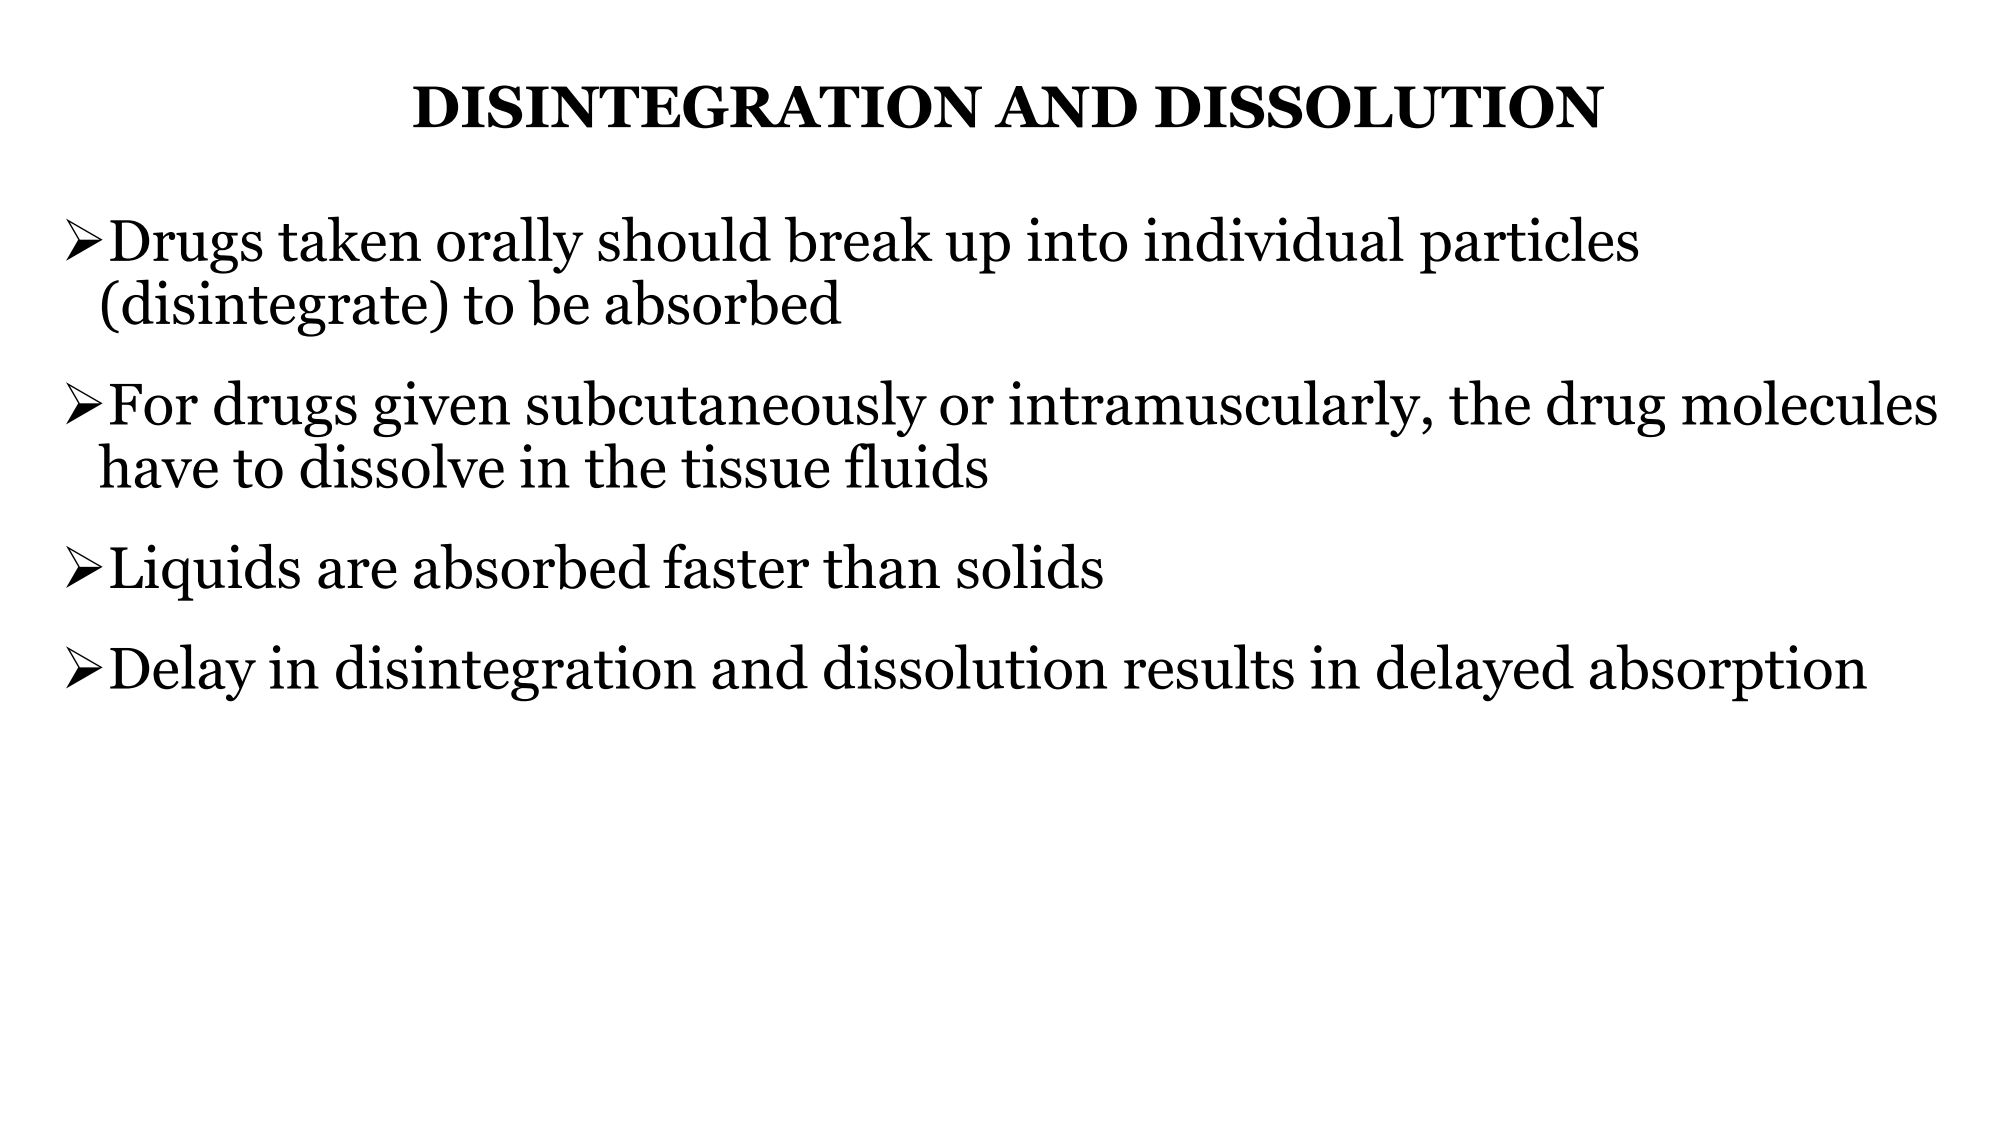 DISINTEGRATION AND DISSOLUTION
➢Drugs taken orally should break up into individual particles
(disintegrate) to be absorbed
➢For drugs given subcutaneously or intramuscularly, the drug molecules
have to dissolve in the tissue fluids
➢Liquids are absorbed faster than solids
➢Delay in disintegration and dissolution results in delayed absorption